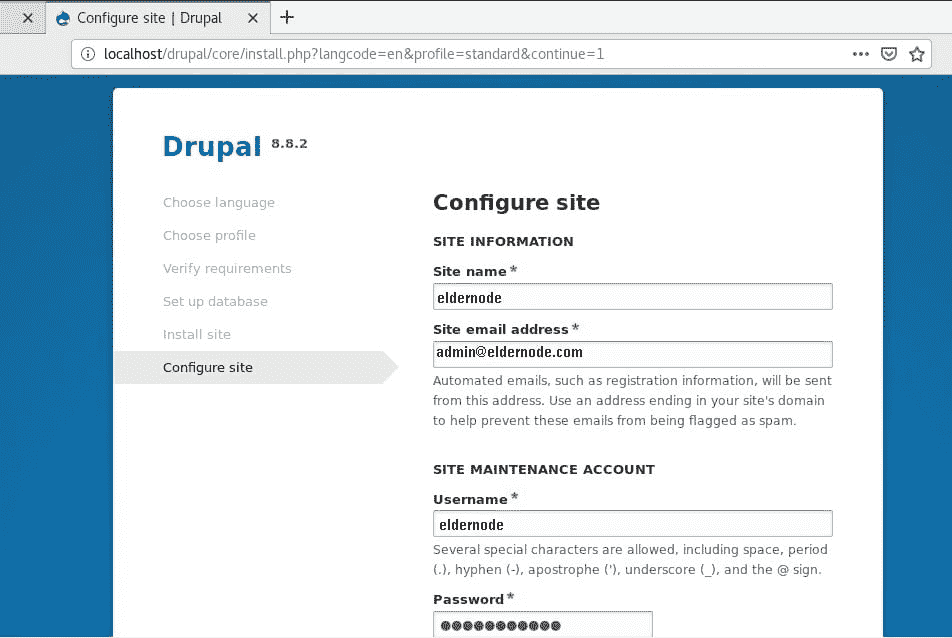 Configure site | Drupal
localhost/drupal/core/install.php?langcode=en&profile=standard&continue=1
Drupal 8.8.2
Choose language
Choose profile
Verify requirements
Set up database
Install site
Configure site
Configure site
SITE INFORMATION
Site name *
eldernode
Site email address *
admin@eldernode.com
Automated emails, such as registration information, will be sent
from this address. Use an address ending in your site's domain
to help prevent these emails from being flagged as spam.
SITE MAINTENANCE ACCOUNT
Username *
eldernode
Several special characters are allowed, including space, period
(.), hyphen (-), apostrophe ('), underscore (_), and the @ sign.
Password *